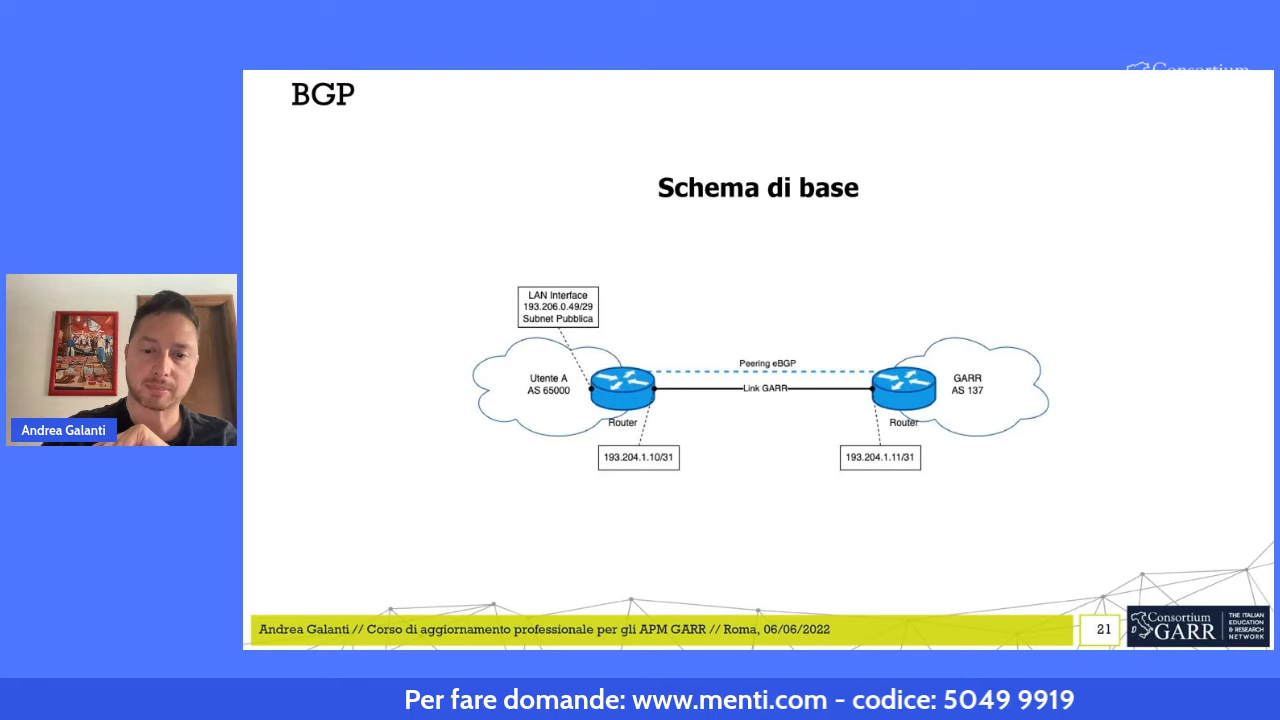 Consortium
BGP
Schema di base
LAN Interface
193.206.0.49/29
Subnet Pubblica
Peering eBGP
Utente A
AS 65000
Link GARR
GARR
AS 137
Router
Router
193.204.1.10/31
193.204.1.11/31
Andrea Galanti
Andrea Galanti // Corso di aggiornamento professionale per gli APM GARR // Roma, 06/06/2022
21
Consortium
GARR
THE ITALIAN
EDUCATION
& RESEARCH
NETWORK
Per fare domande: www.menti.com - codice: 5049 9919